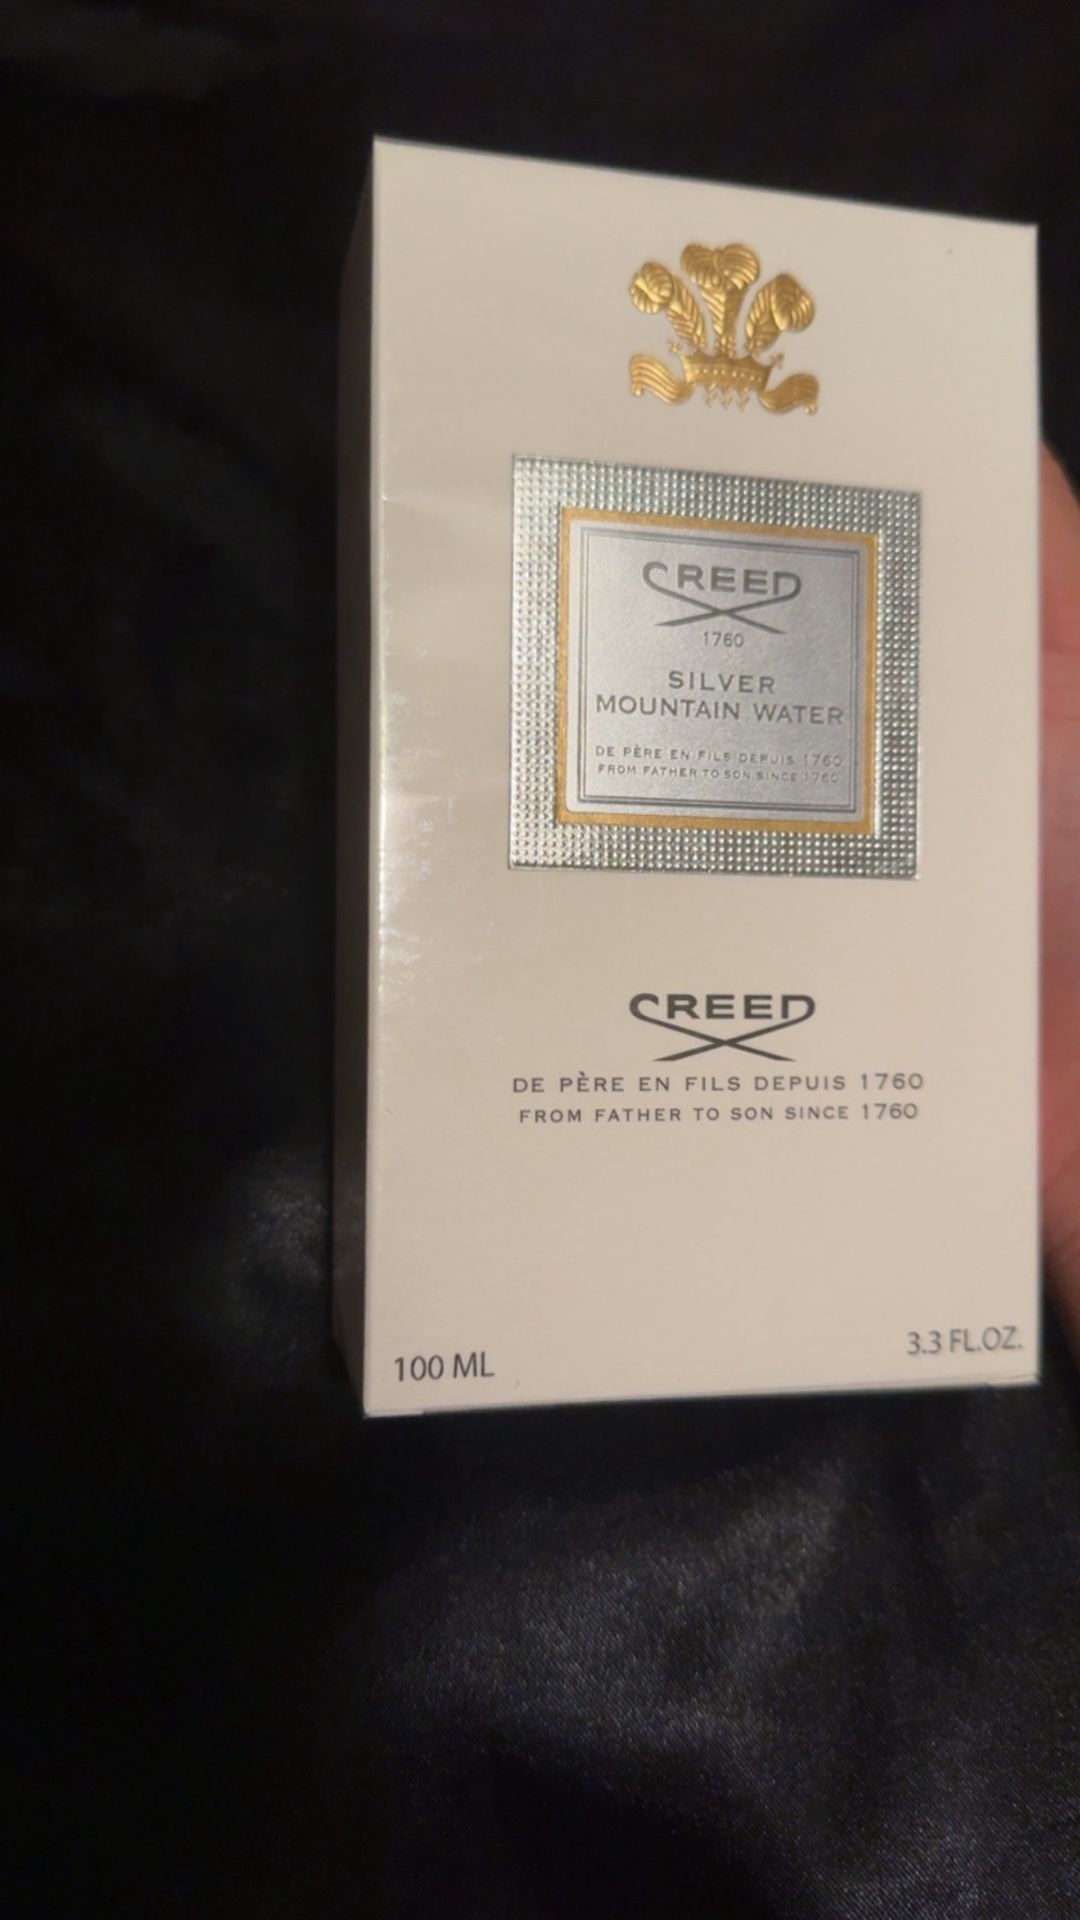 CREED
1760
SILVER
MOUNTAIN WATER
DE PÈRE EN FILS DEPUIS 1760
FROM FATHER TO SON SINCE 1760
CREED
DE PÈRE EN FILS DEPUIS 1760
FROM FATHER TO SON SINCE 1760
100 ML
3.3 FL.OZ.